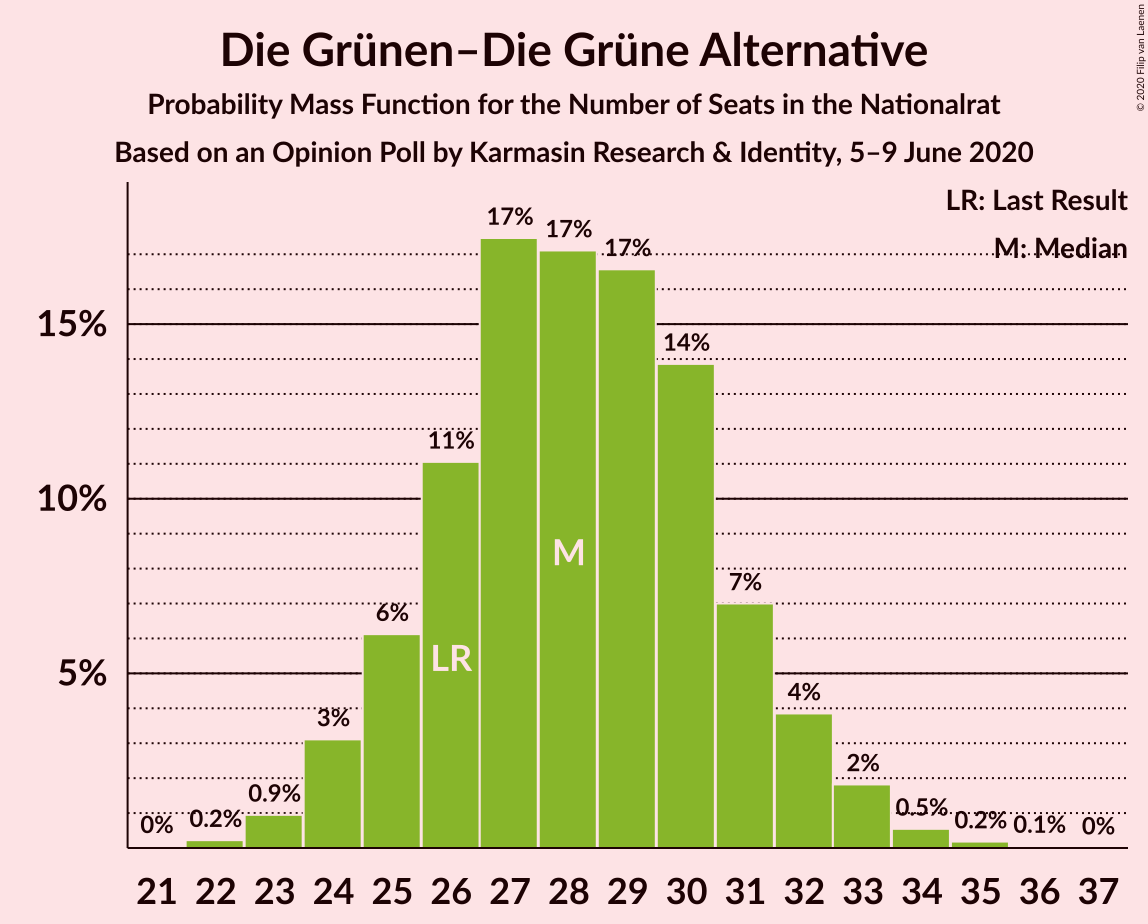 Die Grünen–Die Grüne Alternative
Probability Mass Function for the Number of Seats in the Nationalrat
Based on an Opinion Poll by Karmasin Research & Identity, 5–9 June 2020
© 2020 Filip van Laenen
LR: Last Result
M: Median
15%
10%
5%
0%
0.2%
0.9%
3%
6%
11%
17%
17%
17%
14%
7%
4%
2%
0.5%
0.2%
0.1%
0%
LR
M
21 22 23 24 25 26 27 28 29 30 31 32 33 34 35 36 37